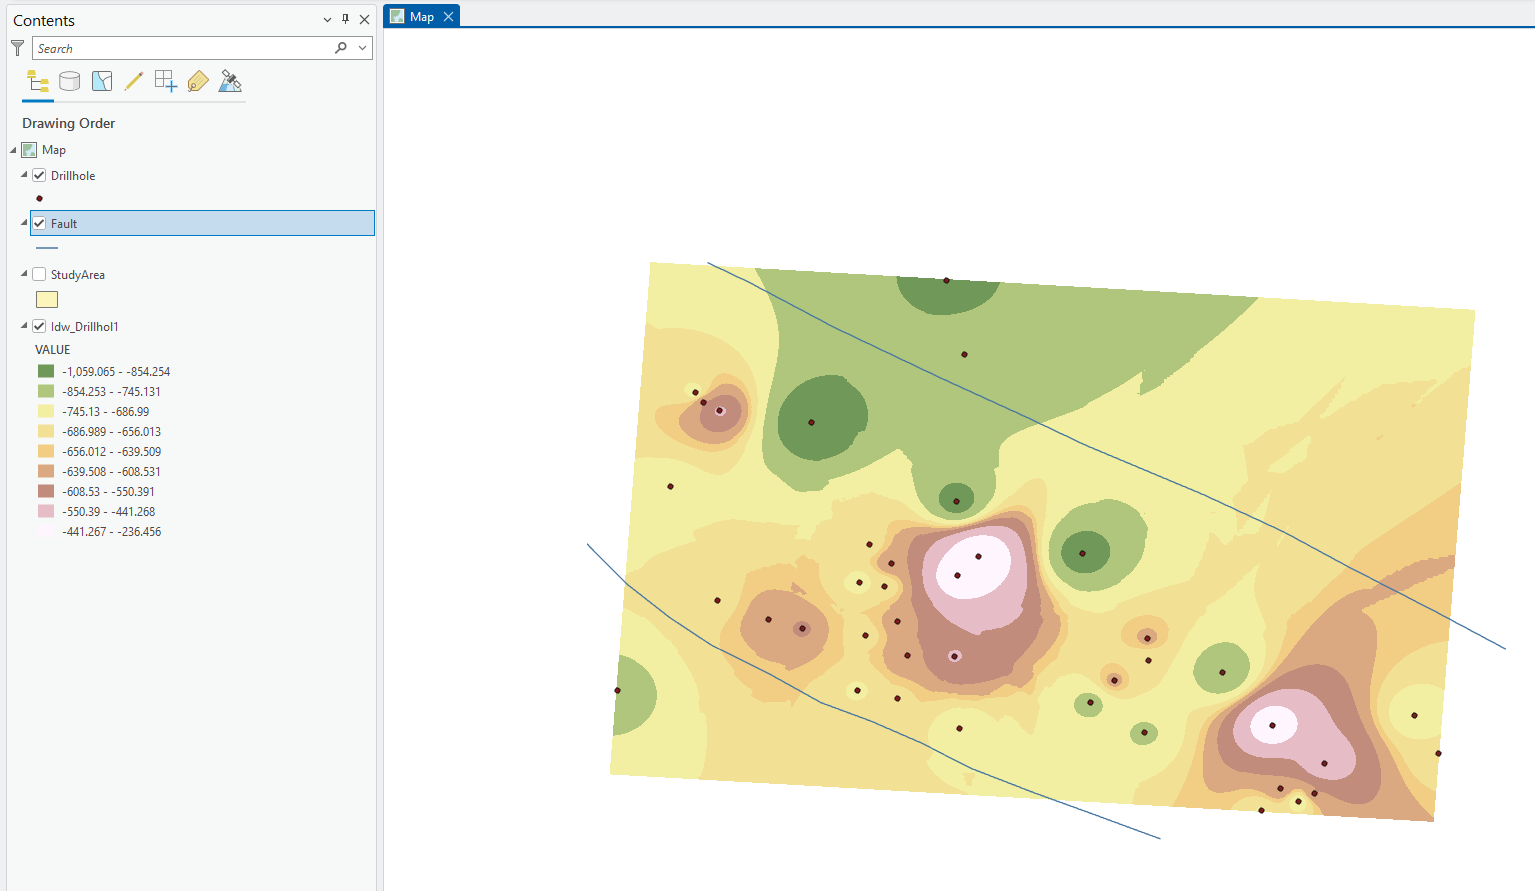 Contents
Map
Search
Drawing Order
Map
Drillhole
Fault
StudyArea
Idw_Drillhol1
VALUE
-1,059.065 - -854.254
-854.253 - -745.131
-745.13 - -686.99
-686.989 - -656.013
-656.012 - -639.509
-639.508 - -608.531
-608.53 - -550.391
-550.39 - -441.268
-441.267 - -236.456